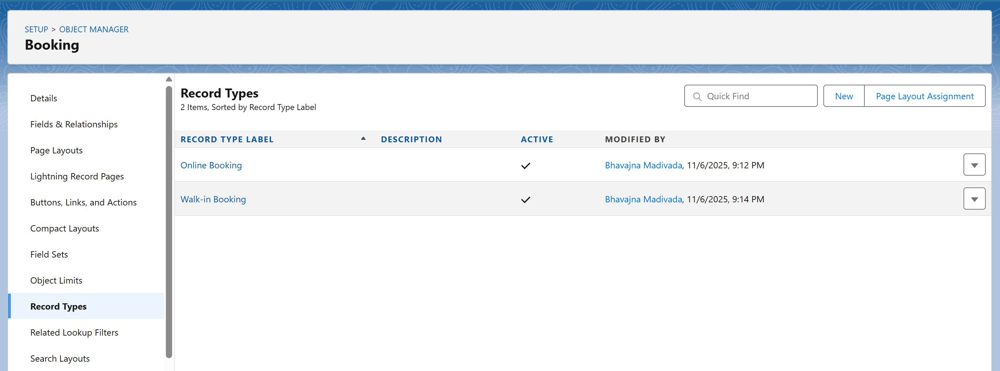 SETUP > OBJECT MANAGER
Booking
Details
Fields & Relationships
Page Layouts
Lightning Record Pages
Buttons, Links, and Actions
Compact Layouts
Field Sets
Object Limits
Record Types
Related Lookup Filters
Search Layouts
Record Types
2 Items, Sorted by Record Type Label
Quick Find
New
Page Layout Assignment
RECORD TYPE LABEL DESCRIPTION ACTIVE MODIFIED BY
Online Booking Bhavajna Madivada, 11/6/2025, 9:12 PM
Walk-in Booking Bhavajna Madivada, 11/6/2025, 9:14 PM